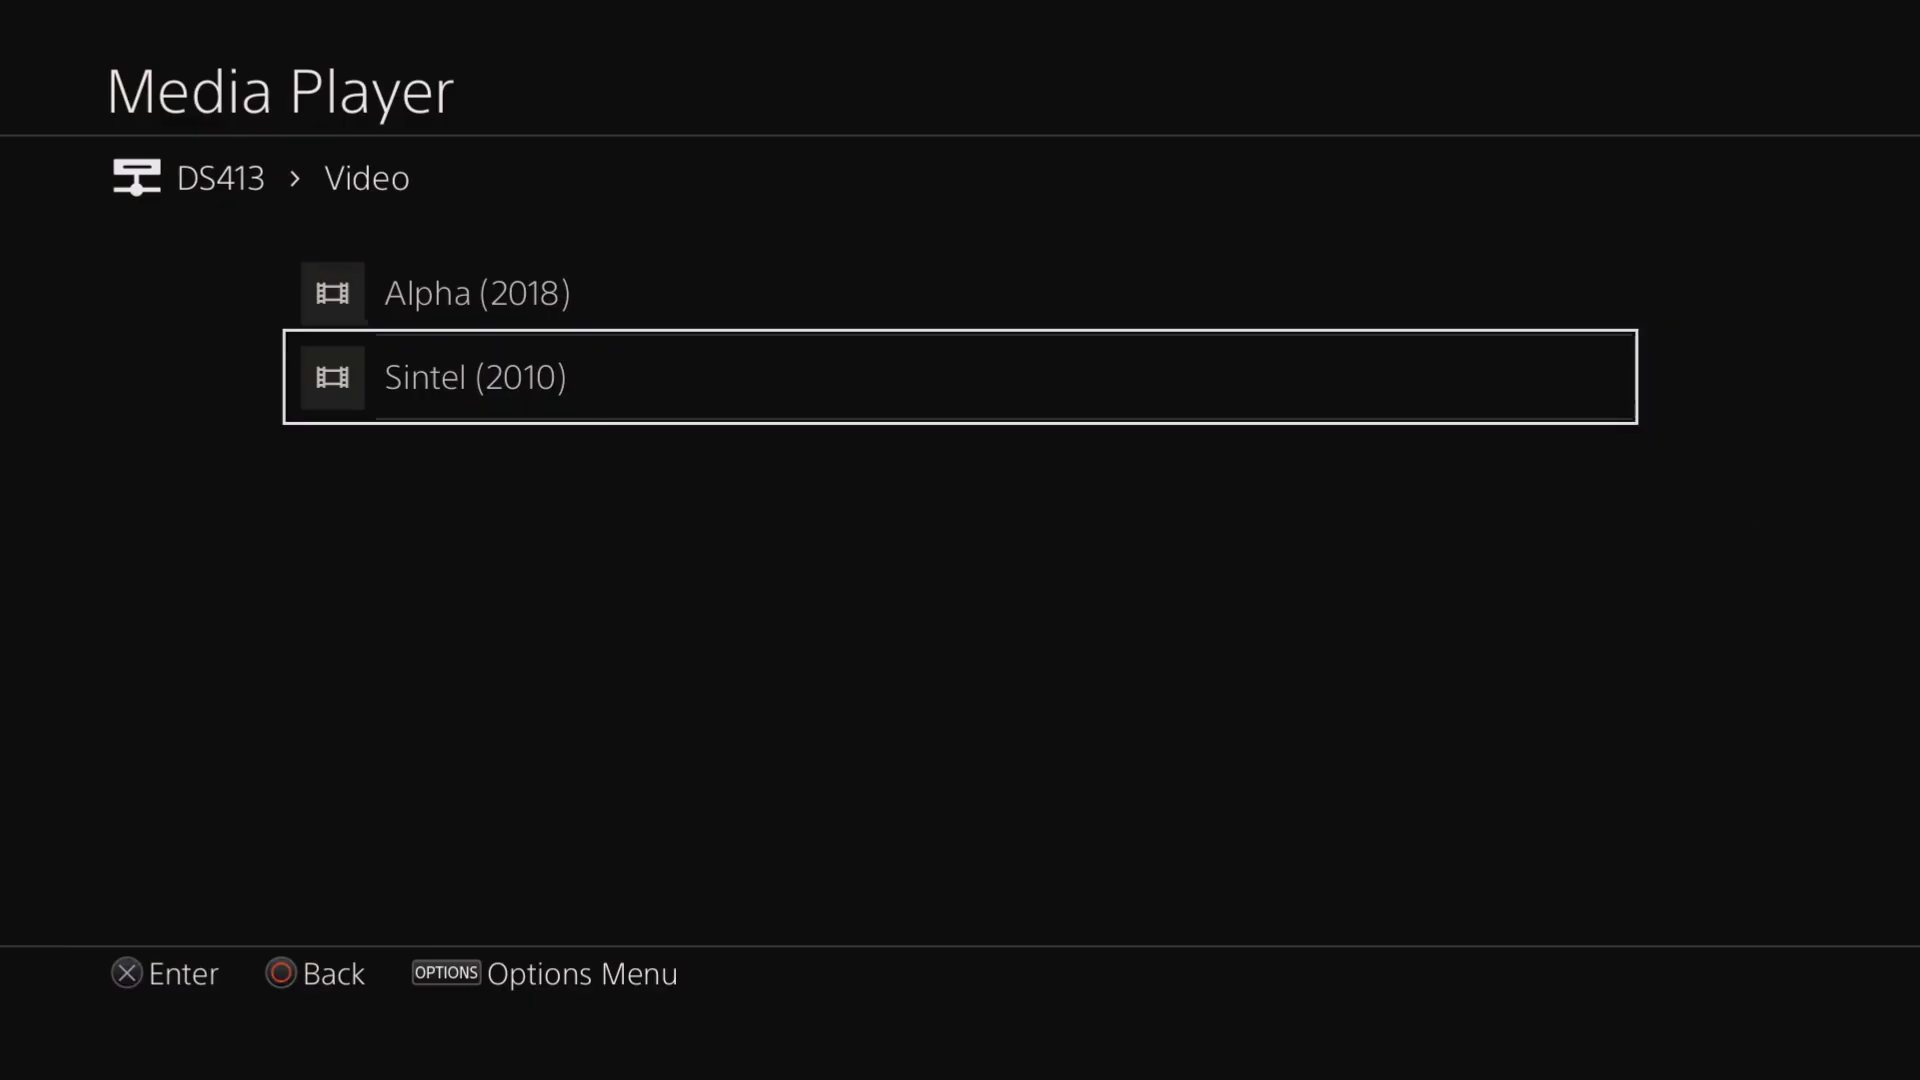 Media Player
DS413 > Video
Alpha (2018)
Sintel (2010)
Enter Back OPTIONS Options Menu